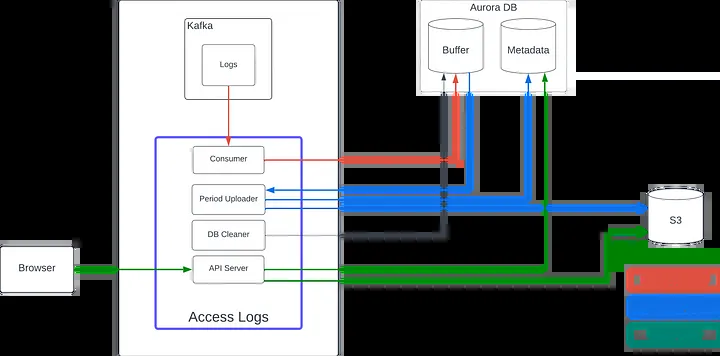 Aurora DB
Kafka
Buffer
Metadata
Logs
Consumer
Period Uploader
S3
DB Cleaner
Browser
API Server
Access Logs